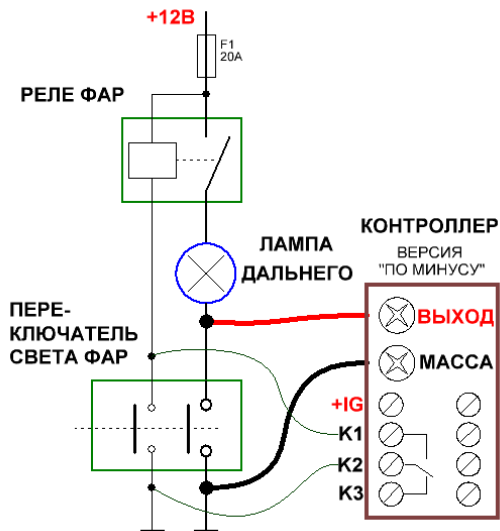 +12В
F1
20A
РЕЛЕ ФАР
ЛАМПА
ДАЛЬНЕГО
КОНТРОЛЛЕР
ВЕРСИЯ
"ПО МИНУСУ"
ПЕРЕ-
КЛЮЧАТЕЛЬ
СВЕТА ФАР
ВЫХОД
МАССА
+IG
K1
K2
K3